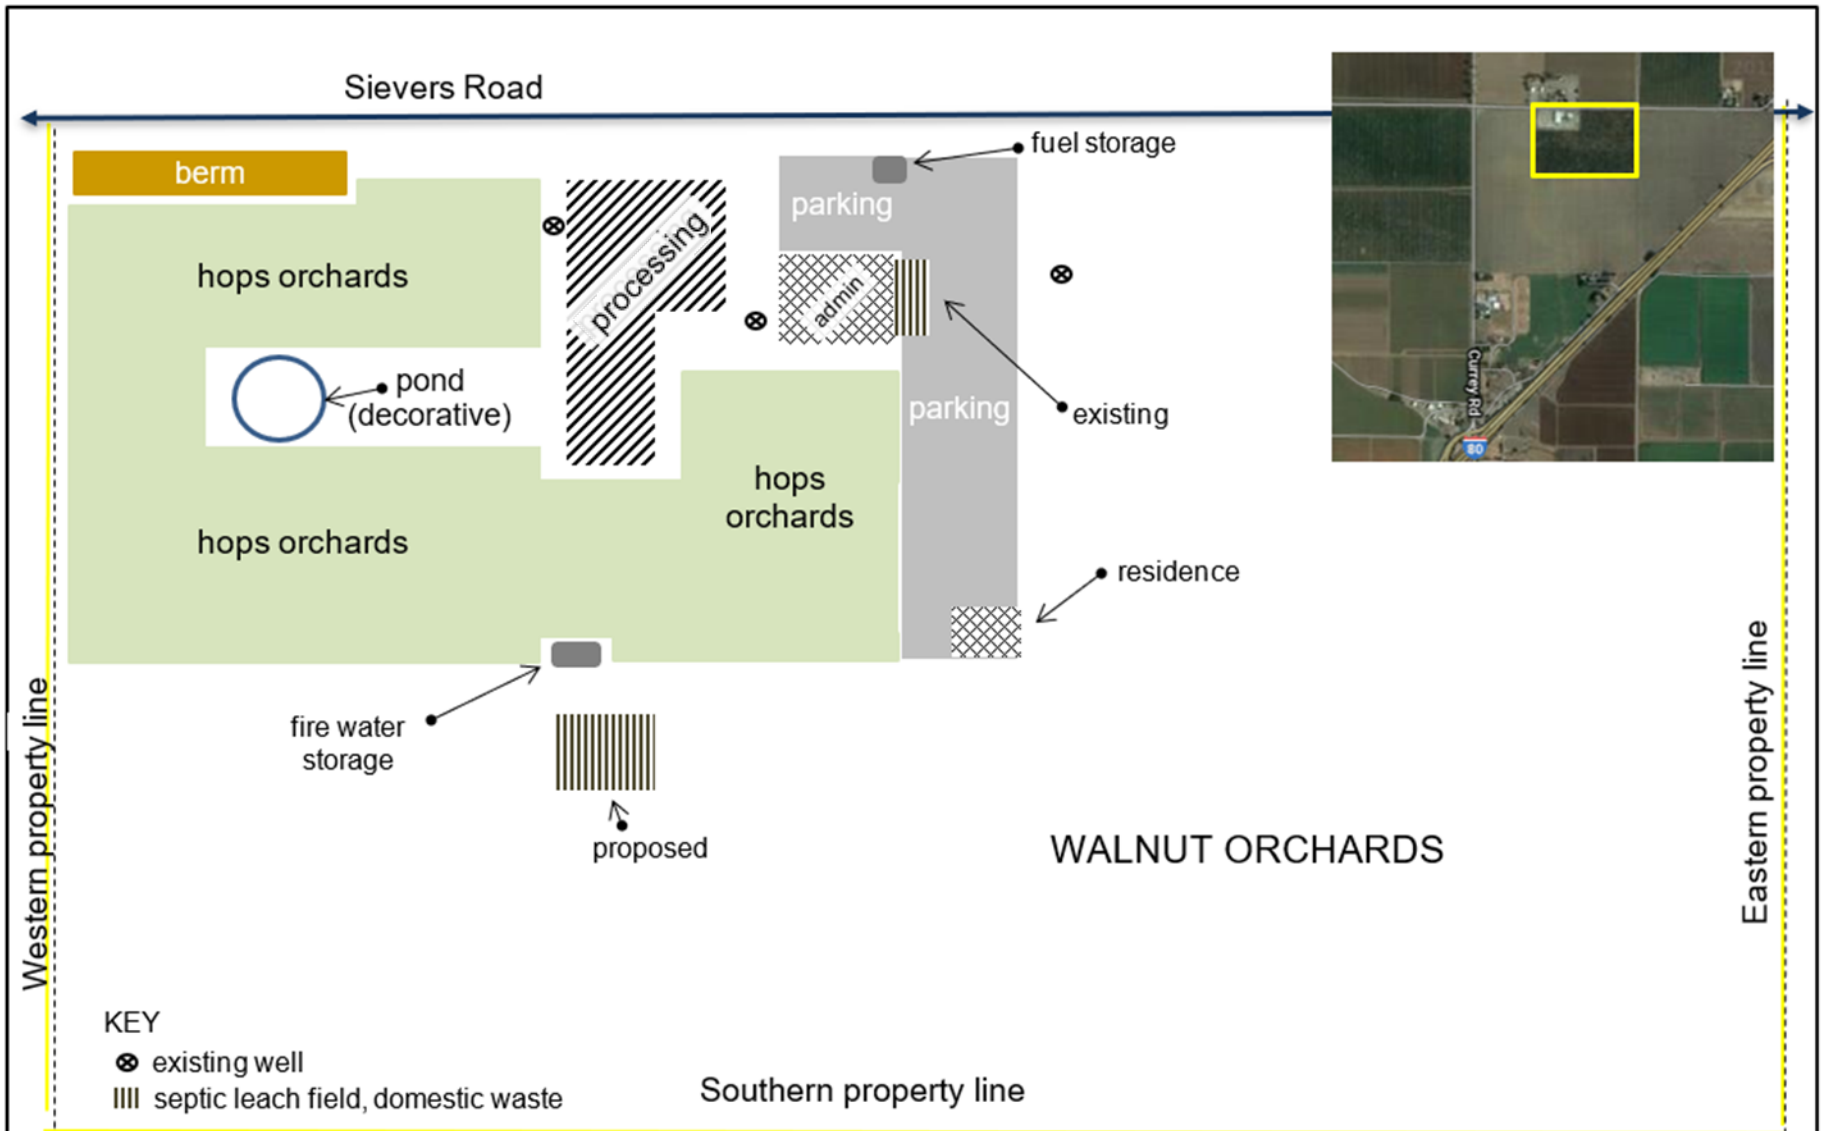 Sievers Road
fuel storage
berm
parking
hops orchards
processing
admin
pond
(decorative)
parking
existing
hops
orchards
hops orchards
residence
fire water
storage
proposed
WALNUT ORCHARDS
Western property line
Eastern property line
KEY
existing well
septic leach field, domestic waste
Southern property line
Currey Rd
80